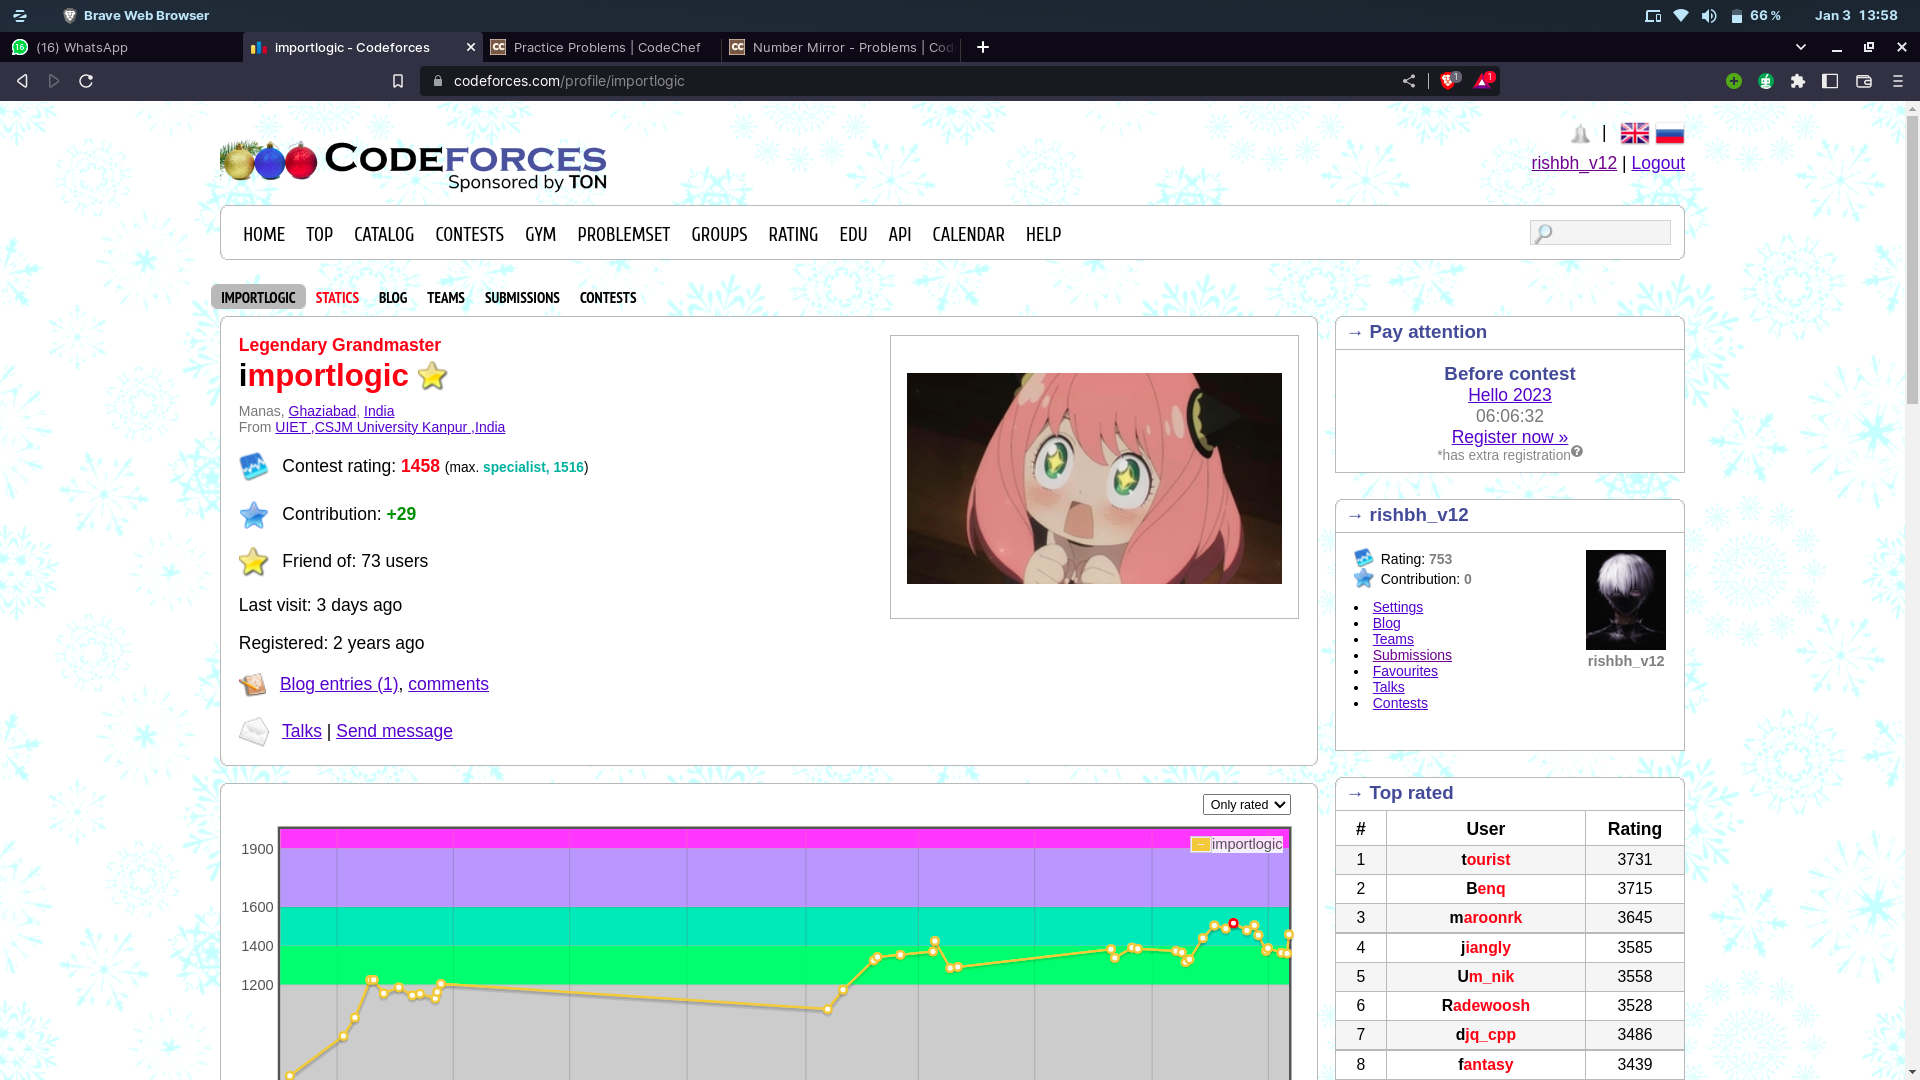 Brave Web Browser
66 %
Jan 3 13:58
16
(16) WhatsApp
importlogic - Codeforces
Practice Problems | CodeChef
Number Mirror - Problems | Cod
codeforces.com/profile/importlogic
1
1
CODEFORCES
Sponsored by TON
|
rishbh_v12 | Logout
HOME TOP CATALOG CONTESTS GYM PROBLEMSET GROUPS RATING EDU API CALENDAR HELP
IMPORTLOGIC STATICS BLOG TEAMS SUBMISSIONS CONTESTS
Legendary Grandmaster
importlogic
Manas, Ghaziabad, India
From UIET ,CSJM University Kanpur ,India
Contest rating: 1458 (max. specialist, 1516)
Contribution: +29
Friend of: 73 users
Last visit: 3 days ago
Registered: 2 years ago
Blog entries (1), comments
Talks | Send message
Only rated
importlogic
1900
1600
1400
1200
→ Pay attention
Before contest
Hello 2023
06:06:32
Register now »
*has extra registration
→ rishbh_v12
Rating: 753
Contribution: 0
Settings
Blog
Teams
Submissions
Favourites
Talks
Contests
rishbh_v12
→ Top rated
# User Rating
1 tourist 3731
2 Benq 3715
3 maroonrk 3645
4 jiangly 3585
5 Um_nik 3558
6 Radewoosh 3528
7 djq_cpp 3486
8 fantasy 3439